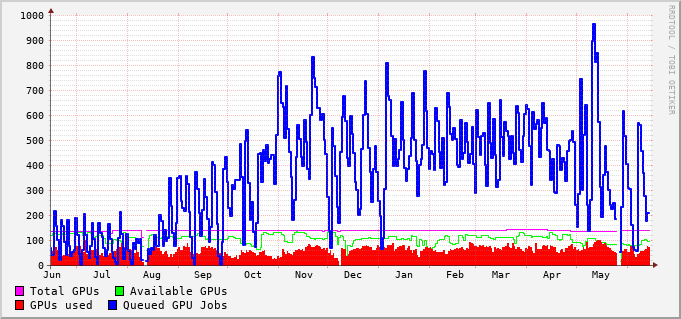 1000
900
800
700
600
500
400
300
200
100
0
Jun Jul Aug Sep Oct Nov Dec Jan Feb Mar Apr May
Total GPUs Available GPUs
GPUs used Queued GPU Jobs
RRDTOOL / TOBI OETIKER